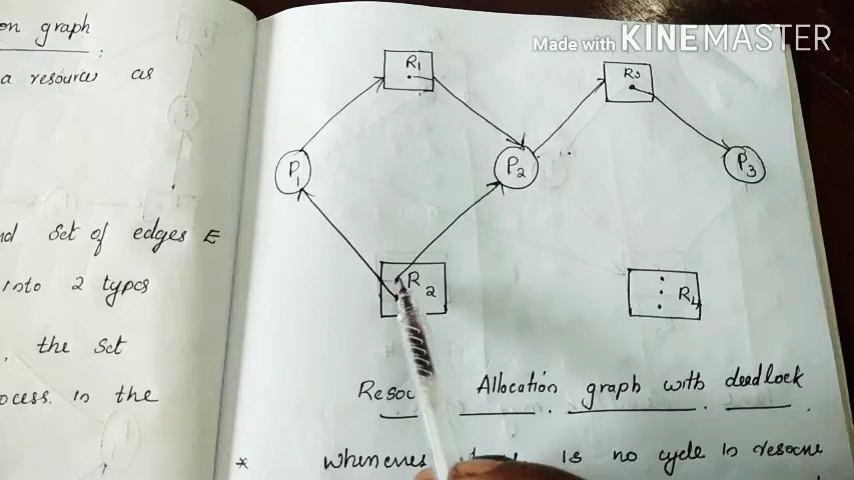 on graph :
a resource as
nd Set of edges E
into 2 types
, the Set
ocess in the
Made with KINEMASTER
R1
R3
P1
P2
P3
R2
R4
Allocation graph with deadlock .
* is no cycle in